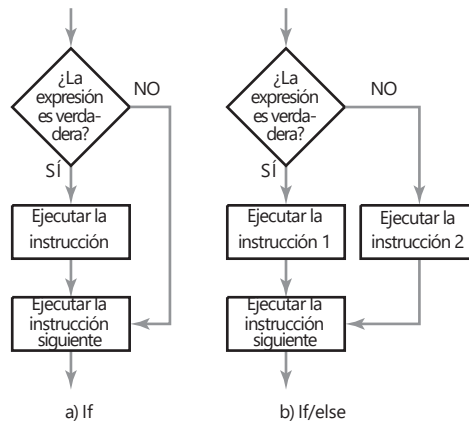 ¿La
expresión
es verda-
dera?
NO
SÍ
Ejecutar la
instrucción
Ejecutar la
instrucción
siguiente
a) If
¿La
expresión
es verda-
dera?
NO
SÍ
Ejecutar la
instrucción 1
Ejecutar la
instrucción 2
Ejecutar la
instrucción
siguiente
b) If/else